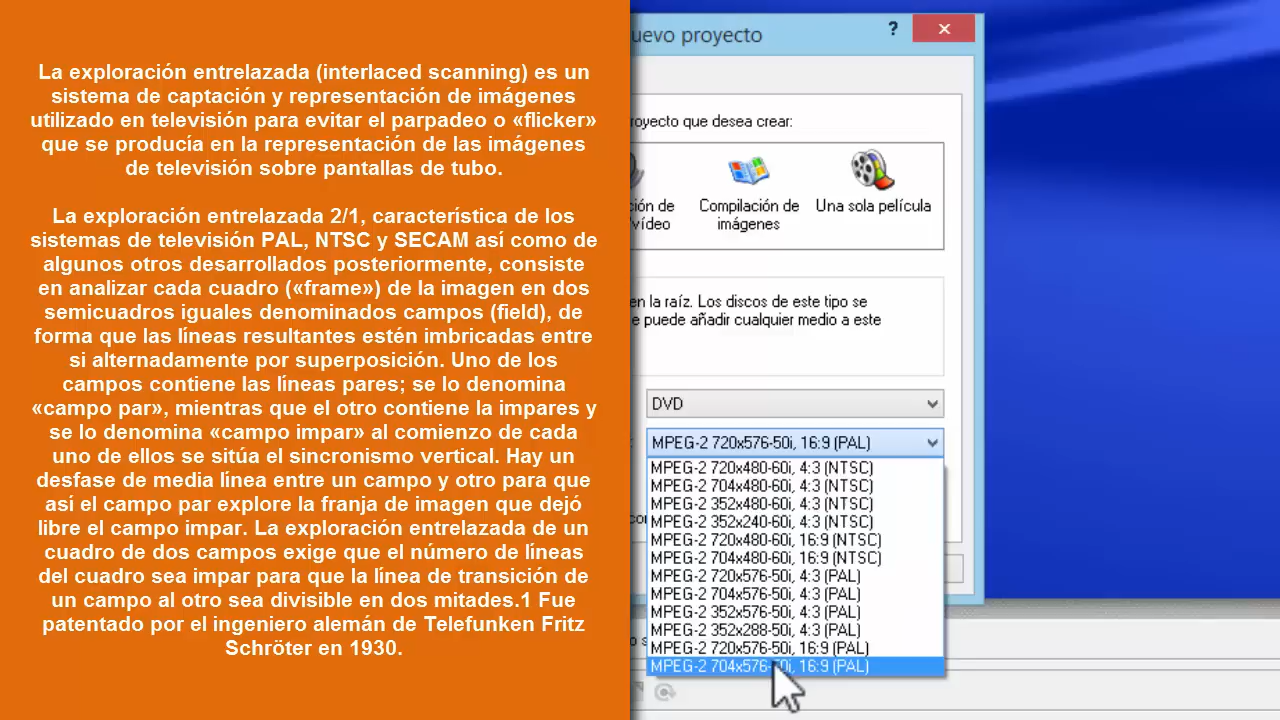 La exploración entrelazada (interlaced scanning) es un
sistema de captación y representación de imágenes
utilizado en televisión para evitar el parpadeo o «flicker»
que se producía en la representación de las imágenes
de televisión sobre pantallas de tubo.
La exploración entrelazada 2/1, característica de los
sistemas de televisión PAL, NTSC y SECAM así como de
algunos otros desarrollados posteriormente, consiste
en analizar cada cuadro («frame») de la imagen en dos
semicuadros iguales denominados campos (field), de
forma que las líneas resultantes estén imbricadas entre
si alternadamente por superposición. Uno de los
campos contiene las líneas pares; se lo denomina
«campo par», mientras que el otro contiene la impares y
se lo denomina «campo impar» al comienzo de cada
uno de ellos se sitúa el sincronismo vertical. Hay un
desfase de media línea entre un campo y otro para que
así el campo par explore la franja de imagen que dejó
libre el campo impar. La exploración entrelazada de un
cuadro de dos campos exige que el número de líneas
del cuadro sea impar para que la línea de transición de
un campo al otro sea divisible en dos mitades.1 Fue
patentado por el ingeniero alemán de Telefunken Fritz
Schröter en 1930.
uevo proyecto
?
royecto que desea crear:
ción de
vídeo
Compilación de
imágenes
Una sola película
en la raíz. Los discos de este tipo se
e puede añadir cualquier medio a este
DVD
MPEG-2 720x576-50i, 16:9 (PAL)
MPEG-2 720x480-60i, 4:3 (NTSC)
MPEG-2 704x480-60i, 4:3 (NTSC)
MPEG-2 352x480-60i, 4:3 (NTSC)
MPEG-2 352x240-60i, 4:3 (NTSC)
MPEG-2 720x480-60i, 16:9 (NTSC)
MPEG-2 704x480-60i, 16:9 (NTSC)
MPEG-2 720x576-50i, 4:3 (PAL)
MPEG-2 704x576-50i, 4:3 (PAL)
MPEG-2 352x576-50i, 4:3 (PAL)
MPEG-2 352x288-50i, 4:3 (PAL)
MPEG-2 720x576-50i, 16:9 (PAL)
MPEG-2 704x576-50i, 16:9 (PAL)